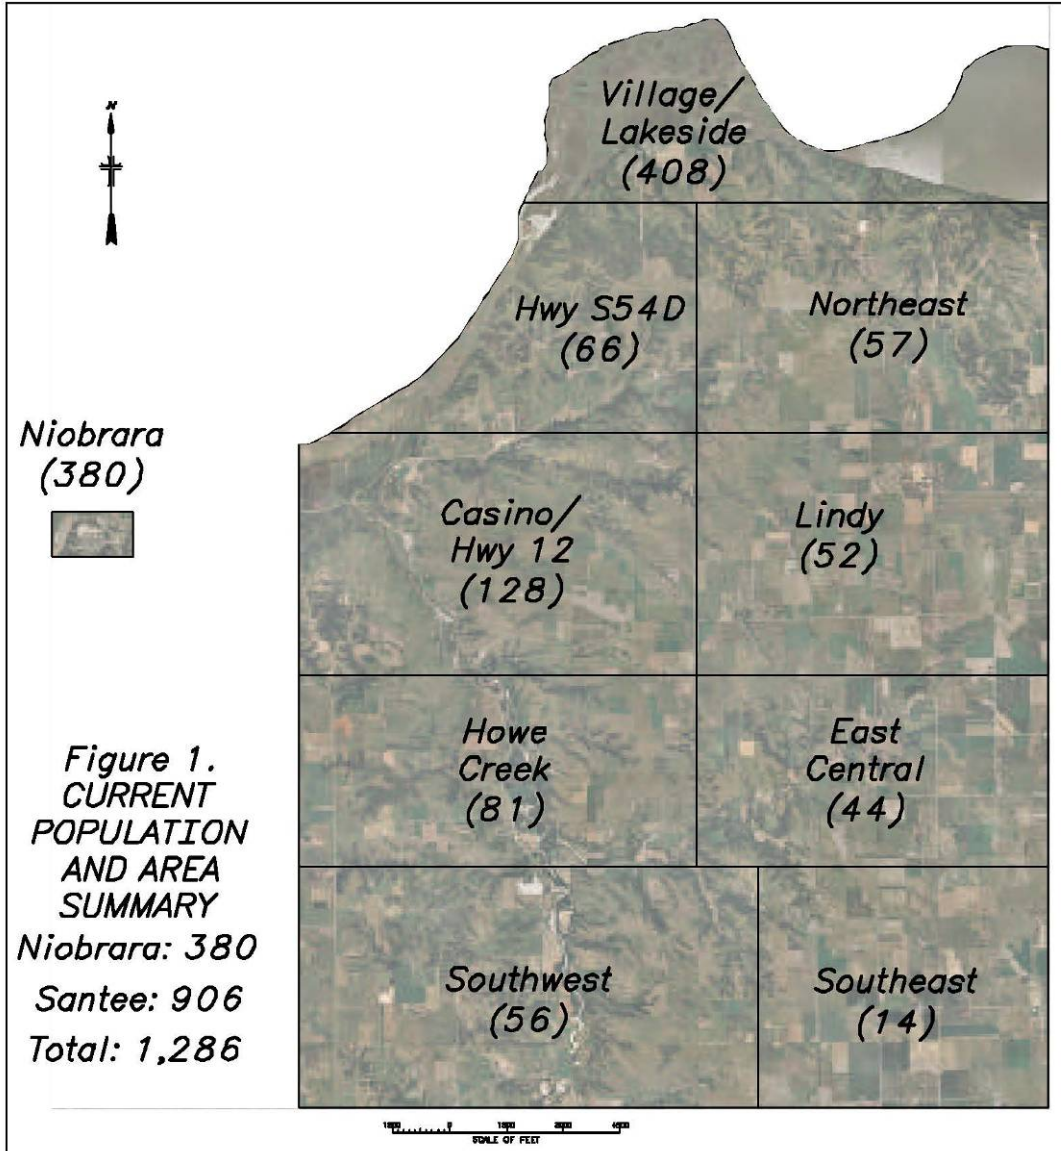 N
Village/
Lakeside
(408)
Hwy S54D
(66)
Northeast
(57)
Niobrara
(380)
Casino/
Hwy 12
(128)
Lindy
(52)
Howe
Creek
(81)
East
Central
(44)
Figure 1.
CURRENT
POPULATION
AND AREA
SUMMARY
Niobrara: 380
Santee: 906
Total: 1,286
Southwest
(56)
Southeast
(14)
0
SCALE OF FEET